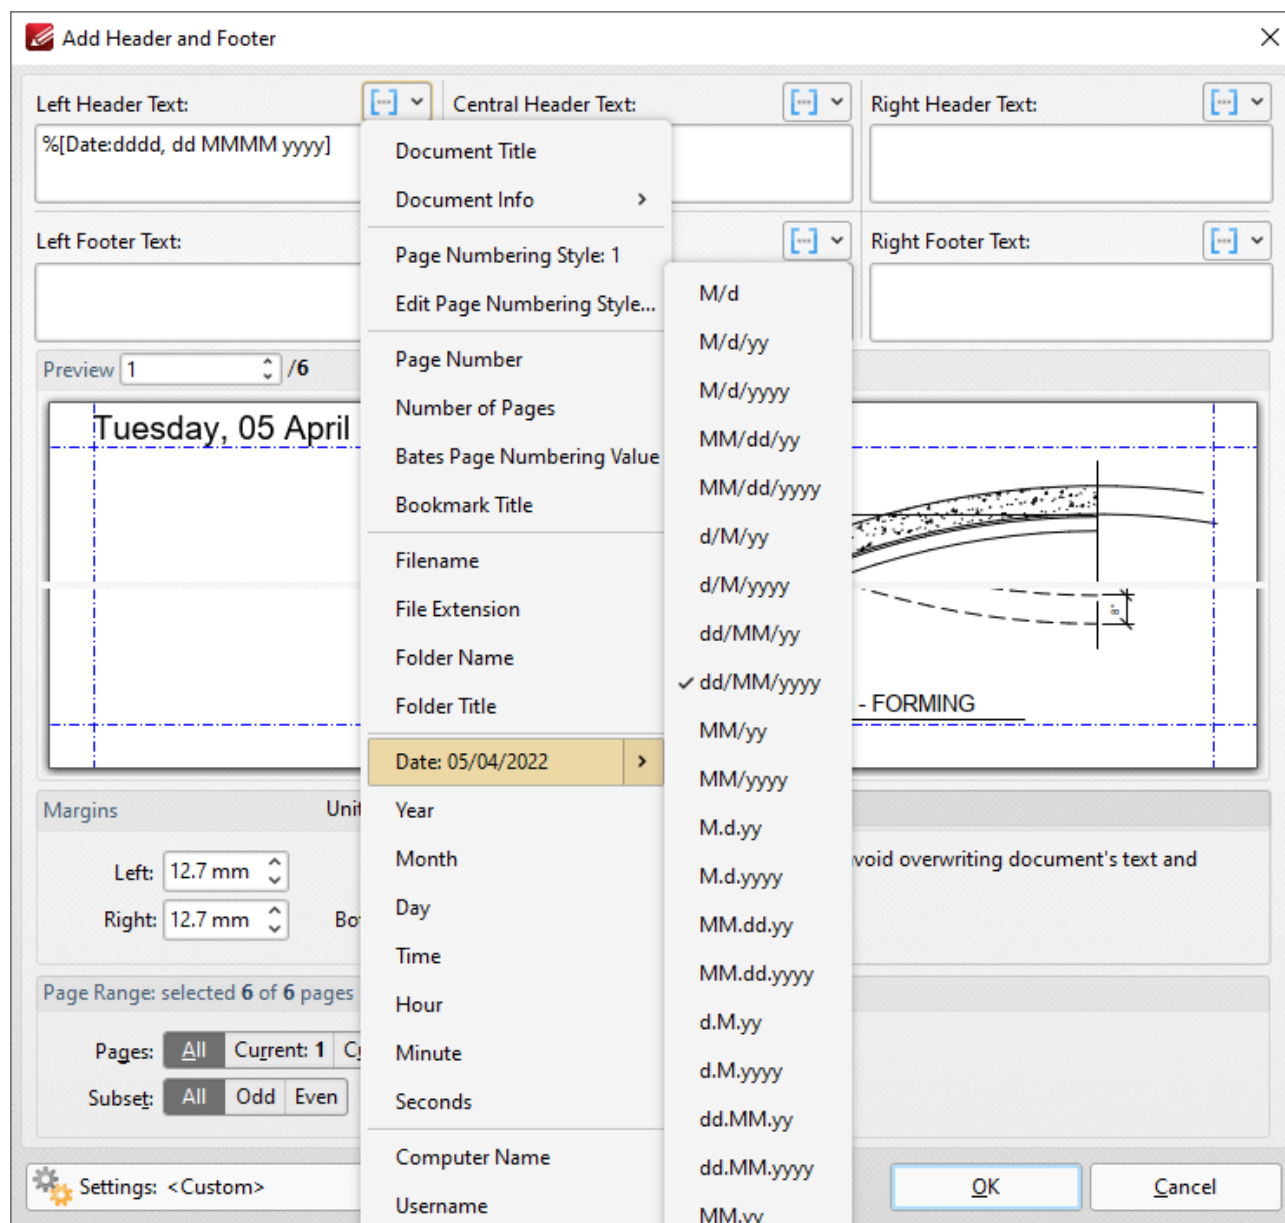 Add Header and Footer
Left Header Text:
Central Header Text:
Right Header Text:
%[Date:dddd, dd MMMM yyyy]
Left Footer Text:
Right Footer Text:
Document Title
Document Info
Page Numbering Style: 1
Edit Page Numbering Style...
Page Number
Number of Pages
Bates Page Numbering Value
Bookmark Title
Filename
File Extension
Folder Name
Folder Title
Date: 05/04/2022
Year
Month
Day
Time
Hour
Minute
Seconds
Computer Name
Username
M/d
M/d/yy
M/d/yyyy
MM/dd/yy
MM/dd/yyyy
d/M/yy
d/M/yyyy
dd/MM/yy
dd/MM/yyyy
MM/yy
MM/yyyy
M.d.yy
M.d.yyyy
MM.dd.yy
MM.dd.yyyy
d.M.yy
d.M.yyyy
dd.MM.yy
dd.MM.yyyy
MM.yy
Preview 1 /6
Tuesday, 05 April
8"
- FORMING
Margins
Left: 12.7 mm
Right: 12.7 mm
overwriting document's text and
Page Range: selected 6 of 6 pages
Pages: All Current: 1
Subset: All Odd Even
Settings: <Custom>
OK
Cancel